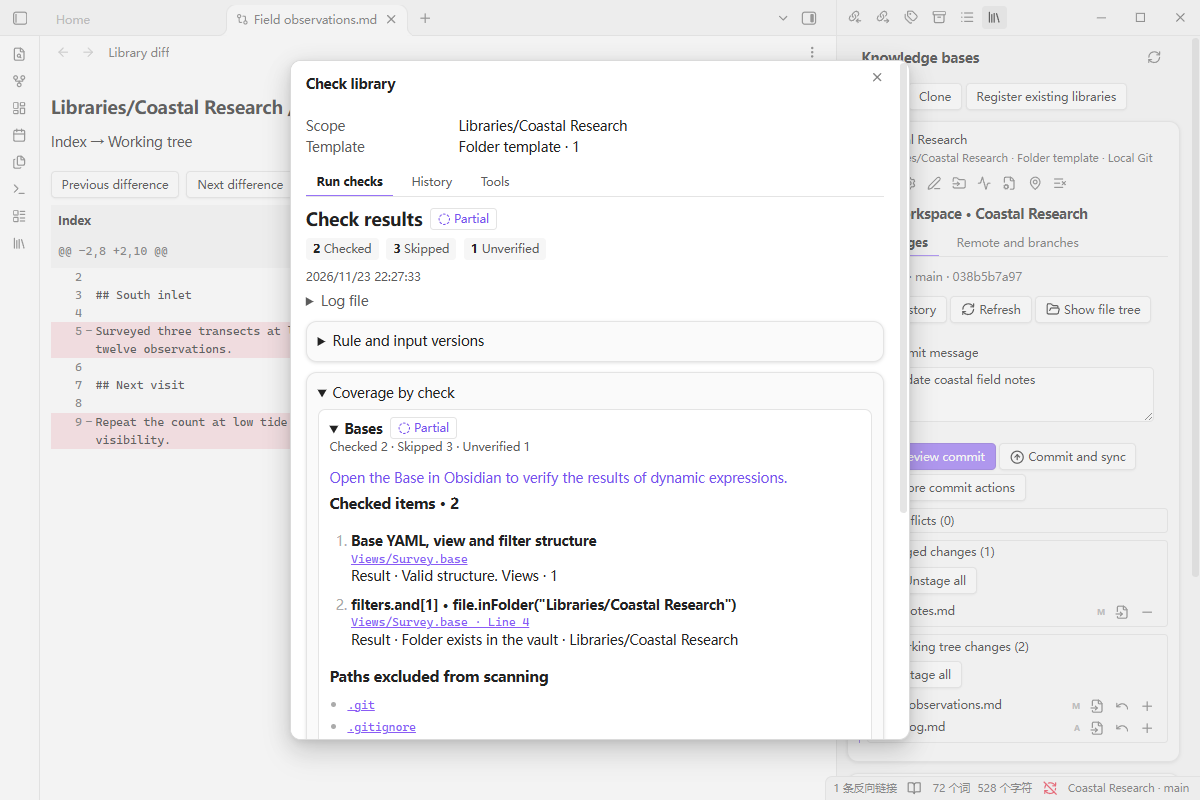 Home
Field observations.md
Library diff
Libraries/Coastal Research
Index → Working tree
Previous difference
Next difference
Index
@@ -2,8 +2,10 @@
2
3 ## South inlet
4
5 – Surveyed three transects at
twelve observations.
6
7 ## Next visit
8
9 – Repeat the count at low tide
visibility.
Check library
Scope Libraries/Coastal Research
Template Folder template · 1
Run checks History Tools
Check results Partial
2 Checked 3 Skipped 1 Unverified
2026/11/23 22:27:33
Log file
Rule and input versions
Coverage by check
Bases Partial
Checked 2 · Skipped 3 · Unverified 1
Open the Base in Obsidian to verify the results of dynamic expressions.
Checked items • 2
1. Base YAML, view and filter structure
Views/Survey.base
Result · Valid structure. Views · 1
2. filters.and[1] • file.inFolder("Libraries/Coastal Research")
Views/Survey.base · Line 4
Result · Folder exists in the vault · Libraries/Coastal Research
Paths excluded from scanning
.git
.gitignore
Knowledge bases
Clone
Register existing libraries
Research
/Coastal Research · Folder template · Local Git
• Coastal Research
Remote and branches
main · 038b5b7a97
Refresh
Show file tree
message
coastal field notes
commit
Commit and sync
commit actions
(0)
changes (1)
all
M
tree changes (2)
all
observations.md M
A
1 条反向链接
72 个词 528 个字符
Coastal Research · main